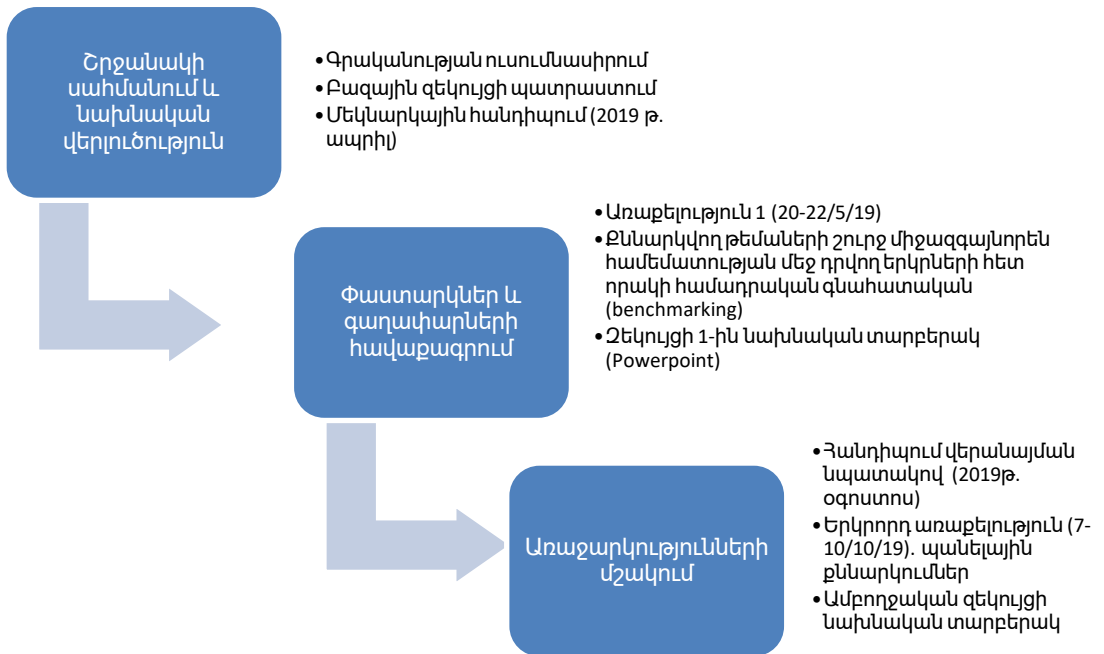 Շրջանակի
սահմանում և
նախնական
վերլուծություն
•Գրականության ուսումնասիրում
•Բազային զեկույցի պատրաստում
•Մեկնարկային հանդիպում (2019 թ.
ապրիլ)
Փաստարկներ և
գաղափարների
հավաքագրում
•Առաքելություն 1 (20-22/5/19)
•Քննարկվող թեմաների շուրջ միջազգայնորեն
համեմատության մեջ դրվող երկրների հետ
որակի համադրական գնահատական
(benchmarking)
•Զեկույցի 1-ին նախնական տարբերակ
(Powerpoint)
Առաջարկությունների
մշակում
•Հանդիպում վերանայման
նպատակով (2019թ.
օգոստոս)
•Երկրորդ առաքելություն (7-
10/10/19). պանելային
քննարկումներ
•Ամբողջական զեկույցի
նախնական տարբերակ